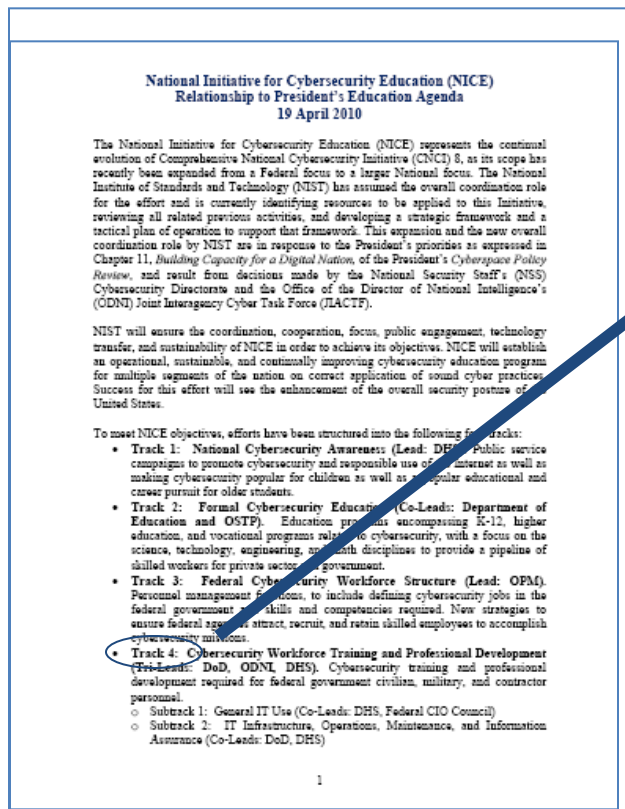 National Initiative for Cybersecurity Education (NICE)
Relationship to President's Education Agenda
19 April 2010
The National Initiative for Cybersecurity Education (NICE) represents the continual
evolution of Comprehensive National Cybersecurity Initiative (CNCI) 8, as its scope has
recently been expanded from a Federal focus to a larger National focus. The National
Institute of Standards and Technology (NIST) has assumed the overall coordination role
for the effort and is currently identifying resources to be applied to this Initiative,
reviewing all related previous activities, and developing a strategic framework and a
tactical plan of operation to support that framework. This expansion and the new overall
coordination role by NIST are in response to the President's priorities as expressed in
Chapter 11, Building Capacity for a Digital Nation, of the President's Cyberspace Policy
Review, and result from decisions made by the National Security Staff's (NSS)
Cybersecurity Directorate and the Office of the Director of National Intelligence's
(ODNI) Joint Interagency Cyber Task Force (JIACTF).
NIST will ensure the coordination, cooperation, focus, public engagement, technology
transfer, and sustainability of NICE in order to achieve its objectives. NICE will establish
an operational, sustainable, and continually improving cybersecurity education program
for multiple segments of the nation on correct application of sound cyber practices.
Success for this effort will see the enhancement of the overall security posture of
United States.
To meet NICE objectives, efforts have been structured into the following tracks:
• Track 1: National Cybersecurity Awareness (Lead: DHS) Public service
campaigns to promote cybersecurity and responsible use of internet as well as
making cybersecurity popular for children as well as a popular educational and
career pursuit for older students.
• Track 2: Formal Cybersecurity Education (Co-Leads: Department of
Education and OSTP). Education programs encompassing K-12, higher
education, and vocational programs related to cybersecurity, with a focus on the
science, technology, engineering, and math disciplines to provide a pipeline of
skilled workers for private sector government.
• Track 3: Federal Cybersecurity Workforce Structure (Lead: OPM).
Personnel management functions, to include defining cybersecurity jobs in the
federal government skills and competencies required. New strategies to
ensure federal agencies attract, recruit, and retain skilled employees to accomplish
cybersecurity missions.
• Track 4: Cybersecurity Workforce Training and Professional Development
(Tri-Leads: DoD, ODNI, DHS). Cybersecurity training and professional
development required for federal government civilian, military, and contractor
personnel.
o Subtrack 1: General IT Use (Co-Leads: DHS, Federal CIO Council)
o Subtrack 2: IT Infrastructure, Operations, Maintenance, and Information
Assurance (Co-Leads: DoD, DHS)
1